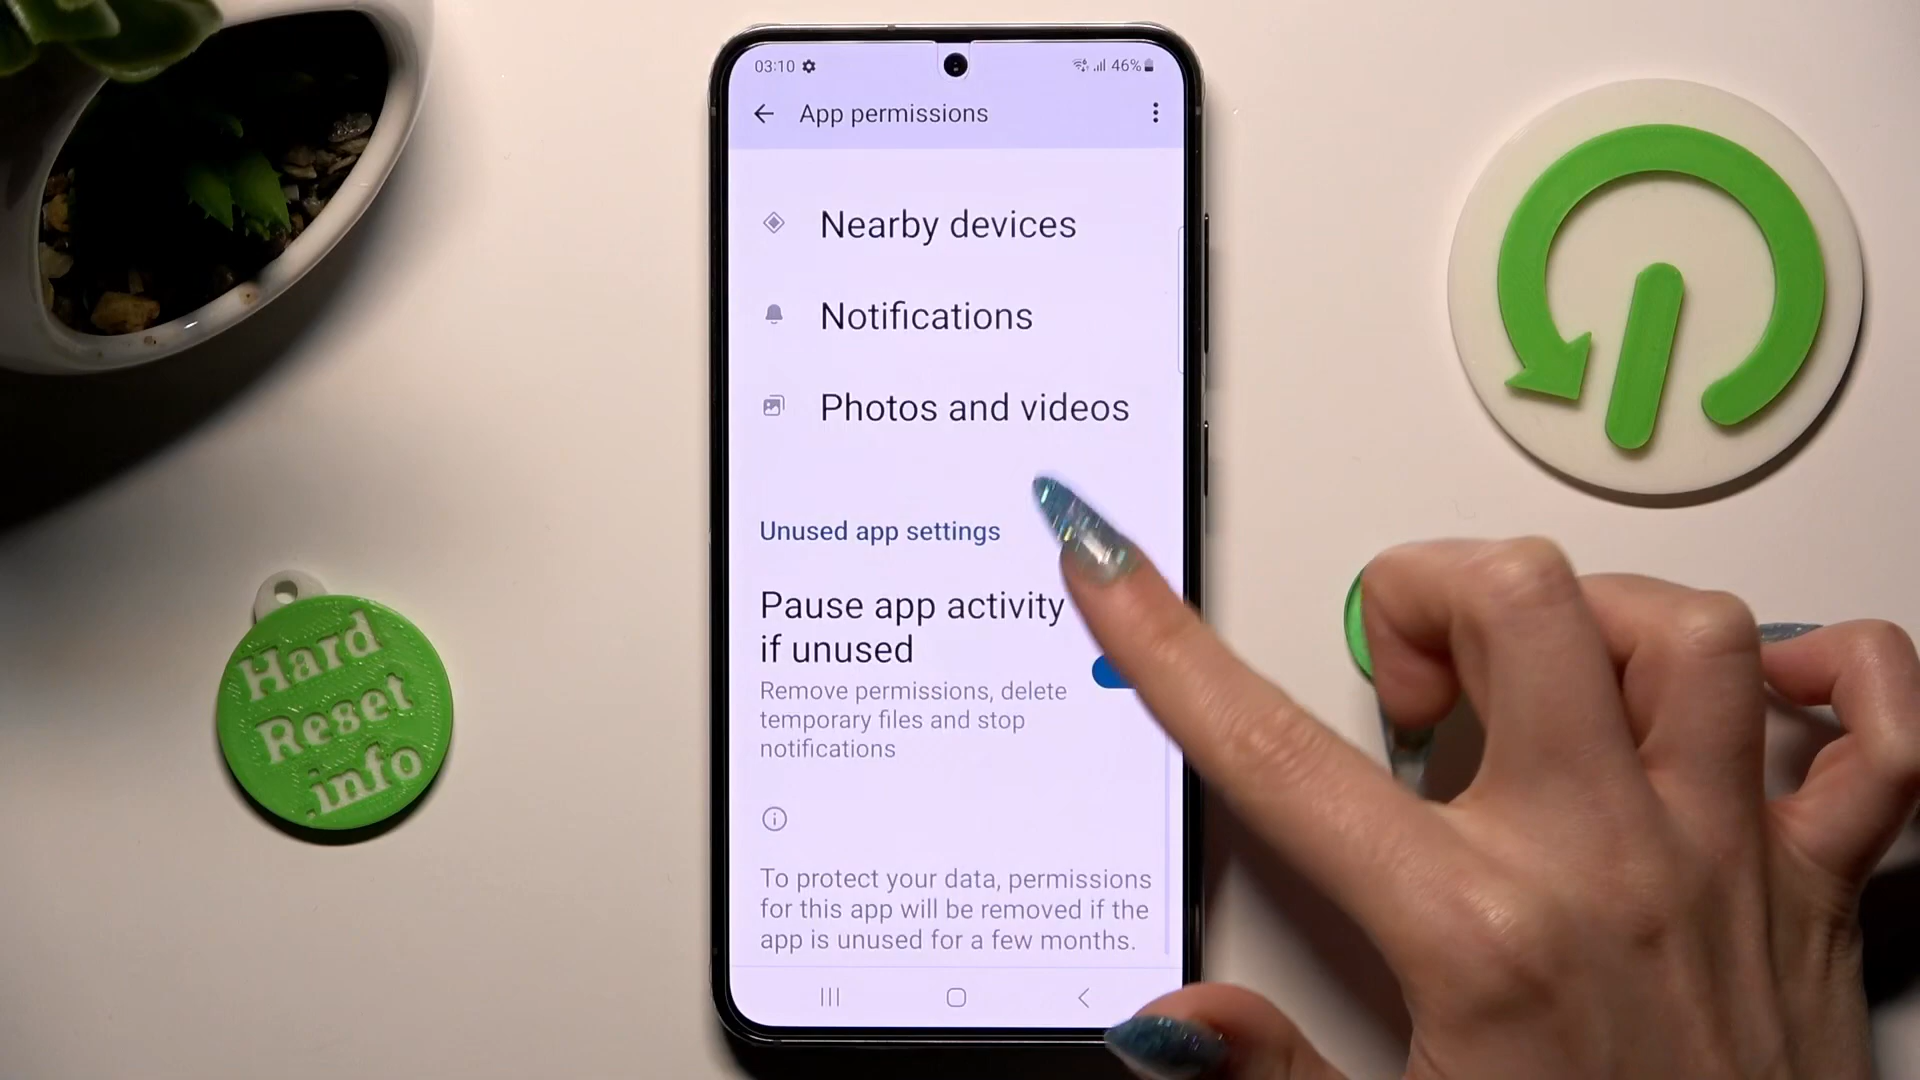 03:10
46%
App permissions
Nearby devices
Notifications
Photos and videos
Unused app settings
Pause app activity
if unused
Remove permissions, delete
temporary files and stop
notifications
To protect your data, permissions
for this app will be removed if the
app is unused for a few months.
Hard
Reset
.info